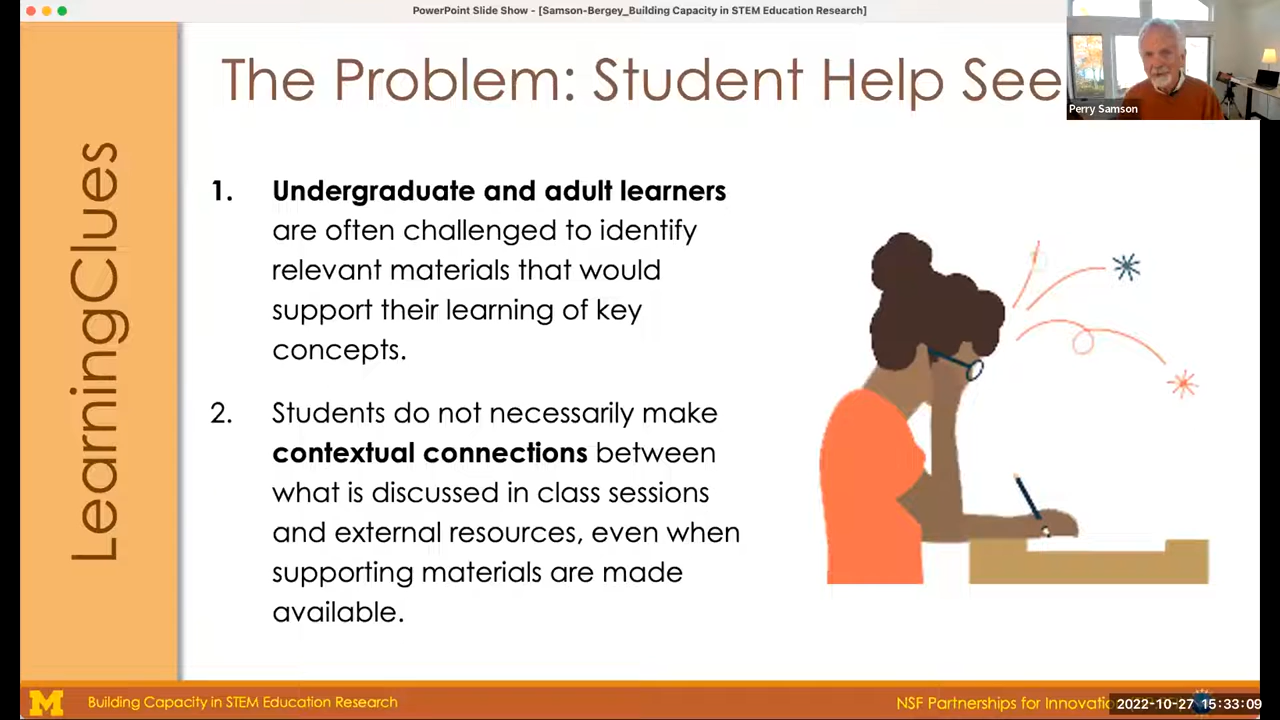 PowerPoint Slide Show - [Samson-Bergey_Building Capacity in STEM Education Research]
The Problem: Student Help See
Perry Samson
LearningClues
1. Undergraduate and adult learners
are often challenged to identify
relevant materials that would
support their learning of key
concepts.
2. Students do not necessarily make
contextual connections between
what is discussed in class sessions
and external resources, even when
supporting materials are made
available.
M
Building Capacity in STEM Education Research
NSF Partnerships for Innovatio
2022-10-27 15:33:09